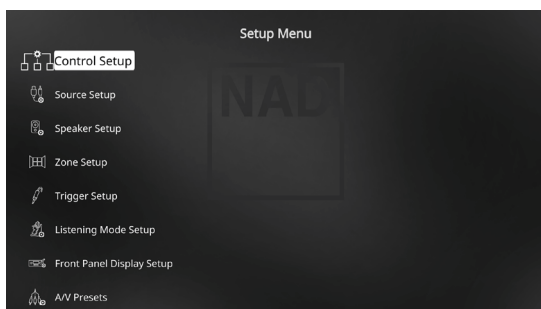 Setup Menu
Control Setup
NAD
Source Setup
Speaker Setup
Zone Setup
Trigger Setup
Listening Mode Setup
Front Panel Display Setup
A/V Presets